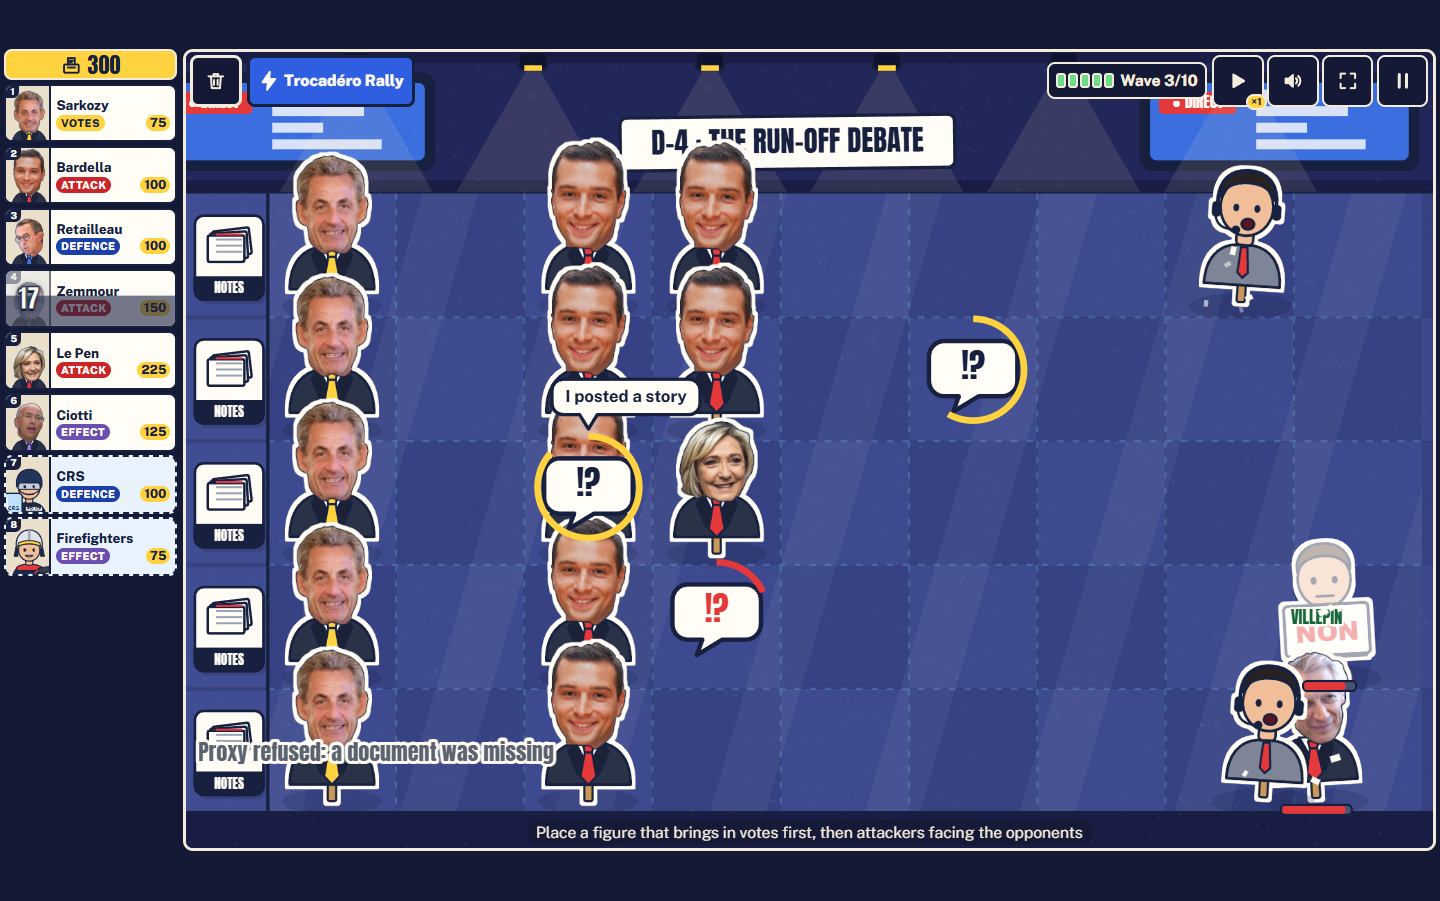 300
Trocadéro Rally
Wave 3/10
×1
DIRECT
D-4 - THE RUN-OFF DEBATE
1
Sarkozy
VOTES
75
2
Bardella
ATTACK
100
3
Retailleau
DEFENCE
100
4
17
Zemmour
ATTACK
150
5
Le Pen
ATTACK
225
6
Ciotti
EFFECT
125
7
CRS
DEFENCE
100
8
Firefighters
EFFECT
75
NOTES
NOTES
NOTES
NOTES
NOTES
!?
I posted a story
!?
!?
VILLEPIN
NON
Proxy refused: a document was missing
Place a figure that brings in votes first, then attackers facing the opponents